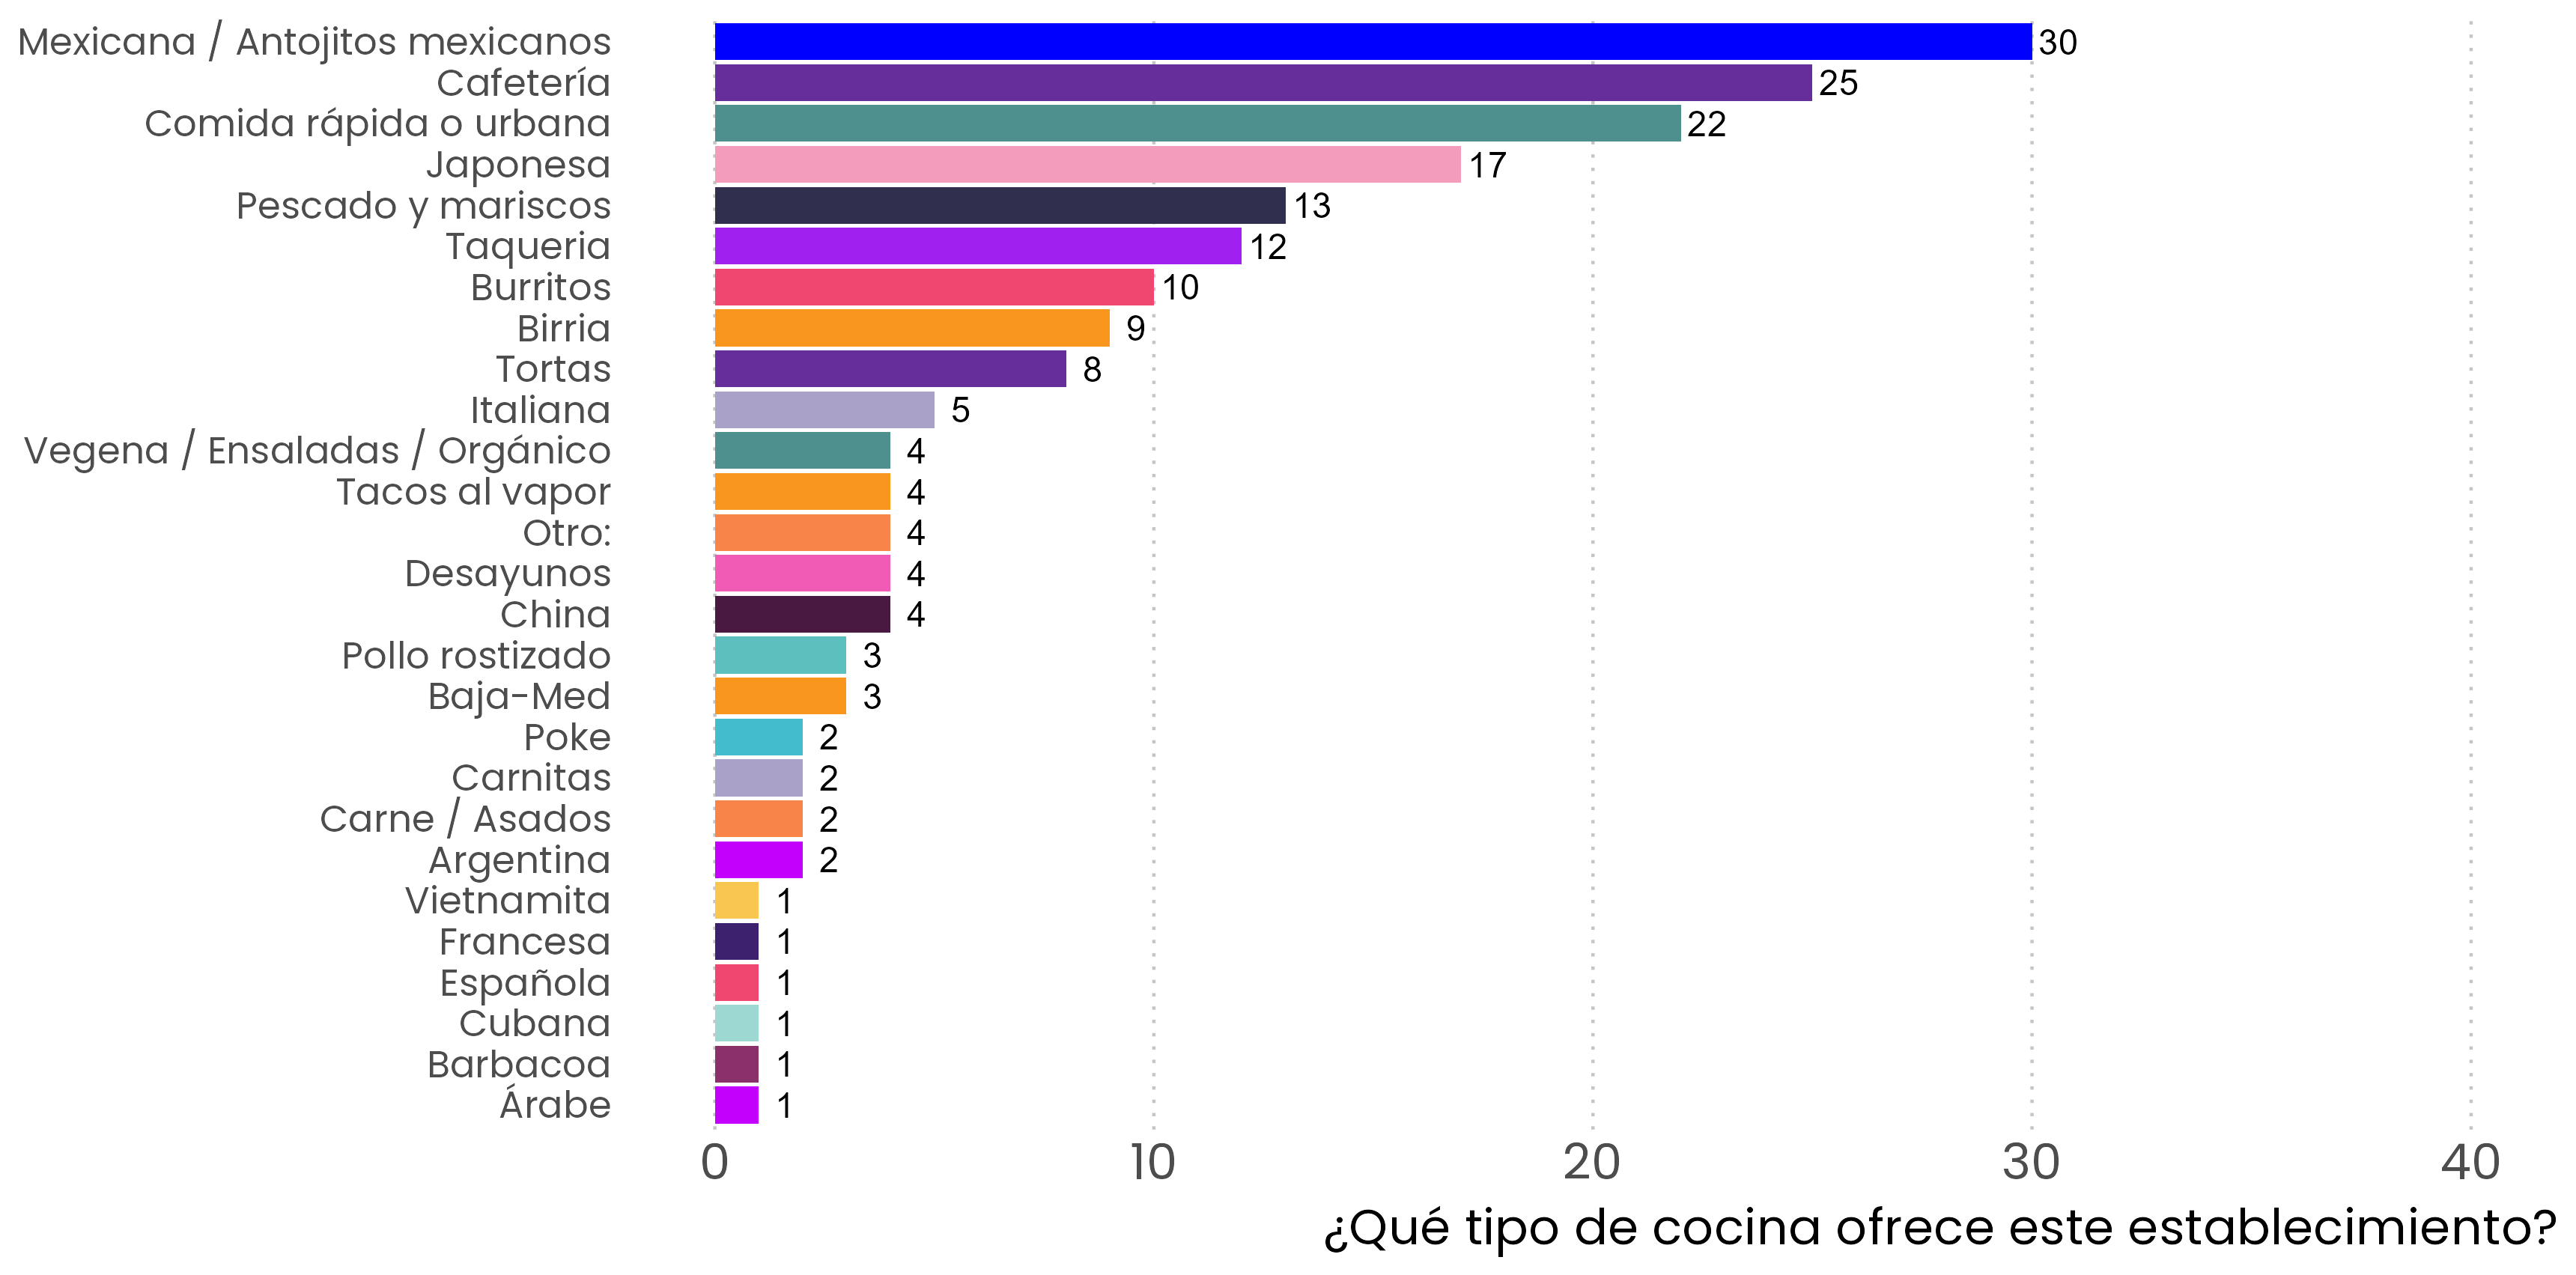 Mexicana / Antojitos mexicanos 30
Cafetería 25
Comida rápida o urbana 22
Japonesa 17
Pescado y mariscos 13
Taqueria 12
Burritos 10
Birria 9
Tortas 8
Italiana 5
Vegena / Ensaladas / Orgánico 4
Tacos al vapor 4
Otro: 4
Desayunos 4
China 4
Pollo rostizado 3
Baja-Med 3
Poke 2
Carnitas 2
Carne / Asados 2
Argentina 2
Vietnamita 1
Francesa 1
Española 1
Cubana 1
Barbacoa 1
Árabe 1
0 10 20 30 40
¿Qué tipo de cocina ofrece este establecimiento?